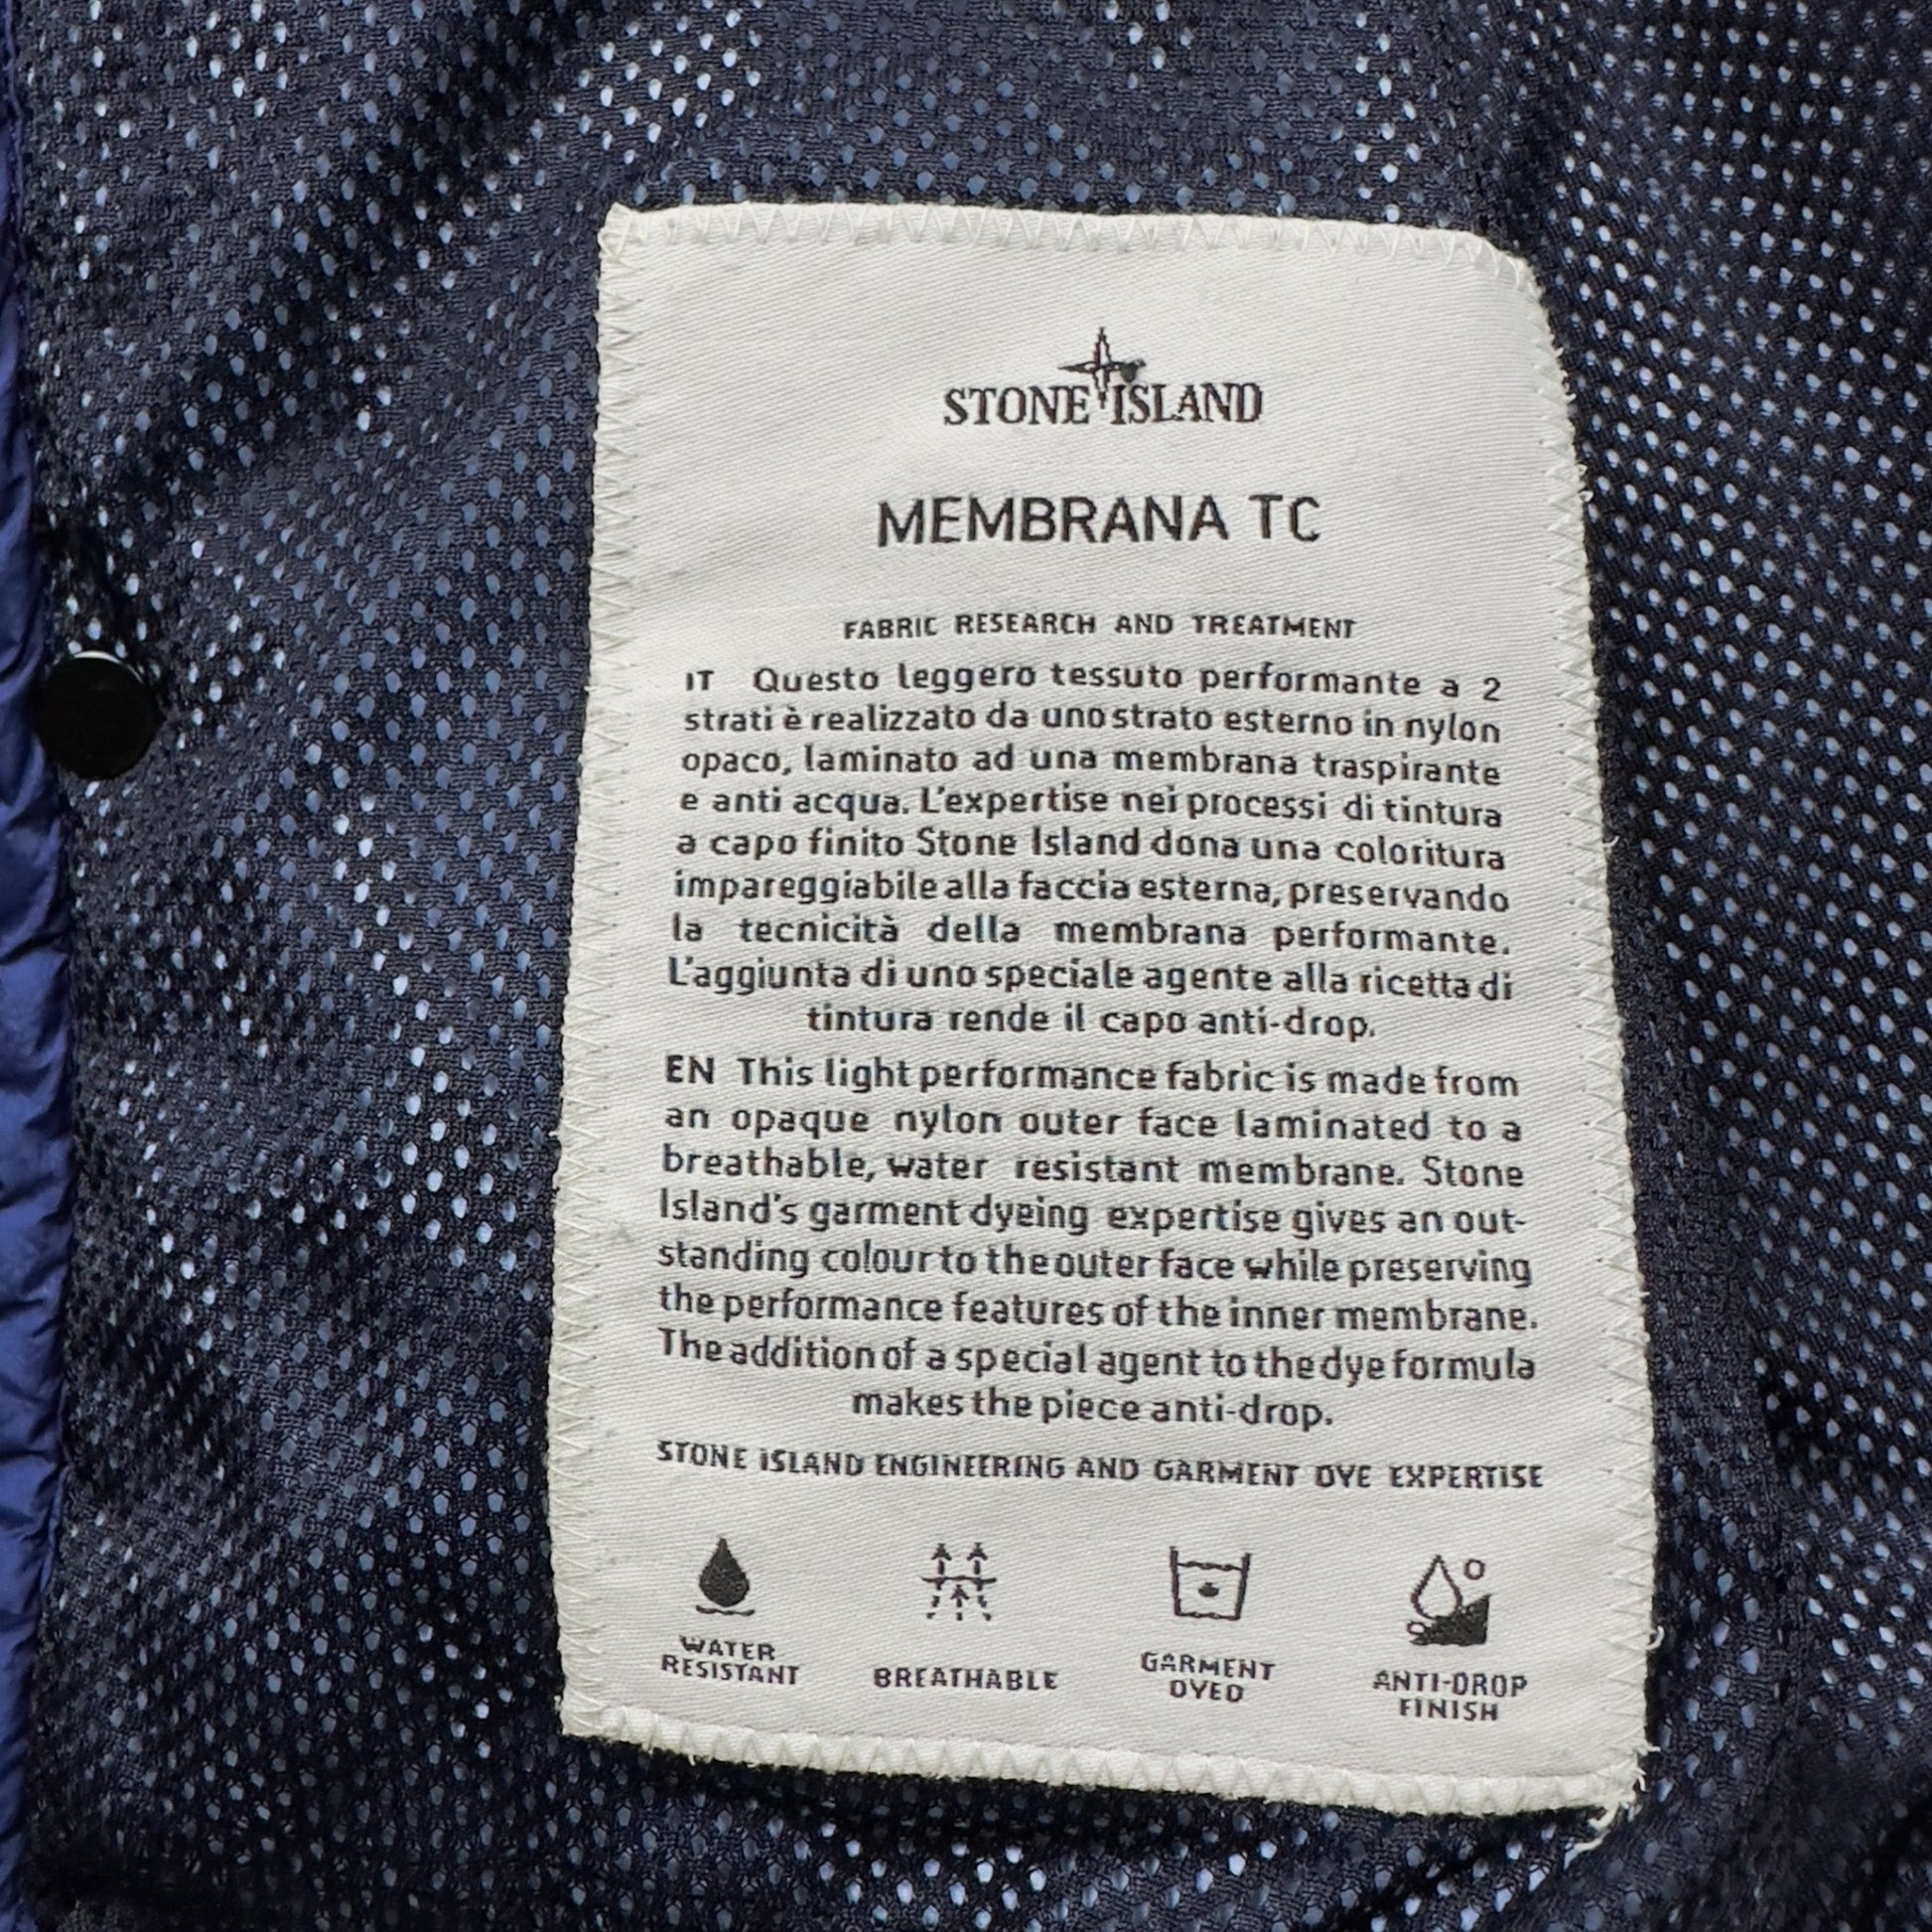 STONE ISLAND
MEMBRANA TC
FABRIC RESEARCH AND TREATMENT
IT Questo leggero tessuto performante a 2
strati è realizzato da uno strato esterno in nylon
opaco, laminato ad una membrana traspirante
e anti acqua. L'expertise nei processi di tintura
a capo finito Stone Island dona una coloritura
impareggiabile alla faccia esterna, preservando
la tecnicità della membrana performante.
L'aggiunta di uno speciale agente alla ricetta di
tintura rende il capo anti-drop.
EN This light performance fabric is made from
an opaque nylon outer face laminated to a
breathable, water resistant membrane. Stone
Island's garment dyeing expertise gives an out-
standing colour to the outer face while preserving
the performance features of the inner membrane.
The addition of a special agent to the dye formula
makes the piece anti-drop.
STONE ISLAND ENGINEERING AND GARMENT DYE EXPERTISE
WATER
RESISTANT
BREATHABLE
GARMENT
DYED
ANTI-DROP
FINISH